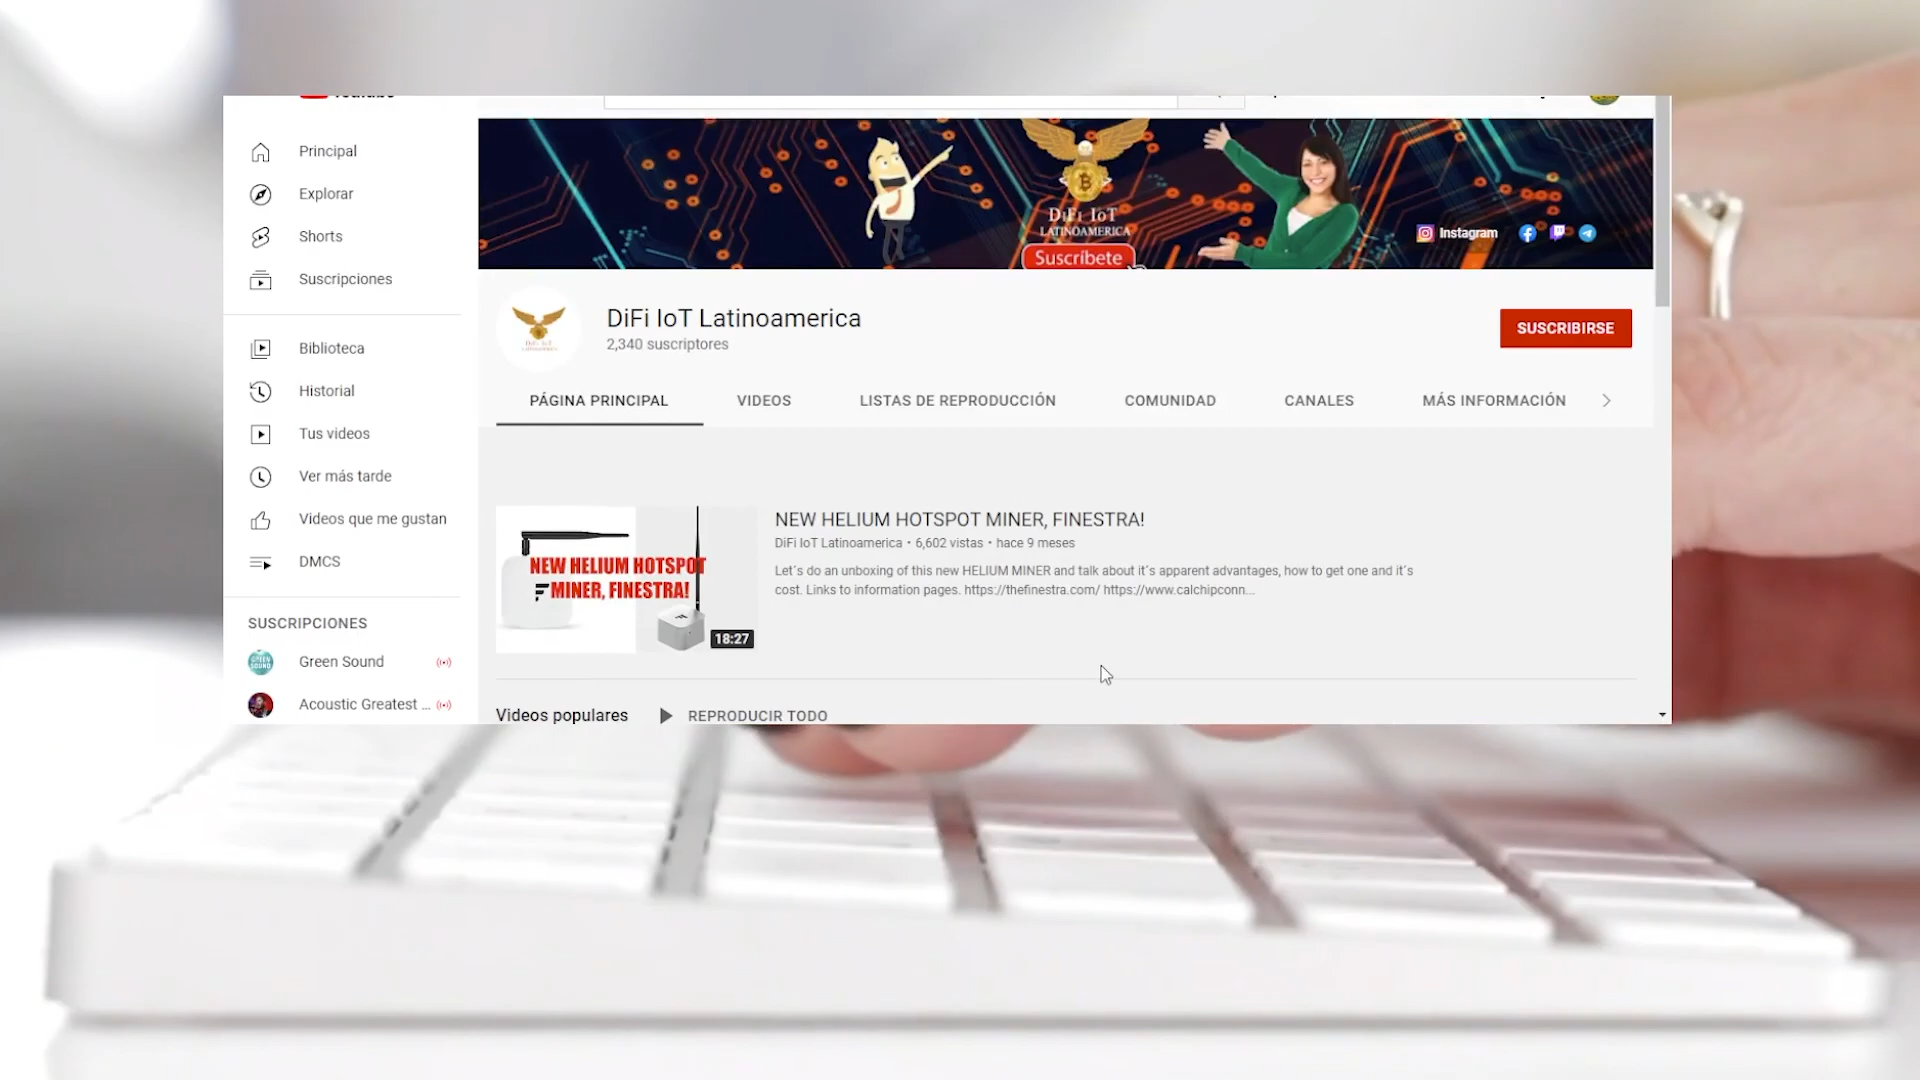 Principal
Explorar
Shorts
Suscripciones
Biblioteca
Historial
Tus videos
Ver más tarde
Videos que me gustan
DMCS
SUSCRIPCIONES
Green Sound
Acoustic Greatest ...
DiFi IoT
LATINOAMERICA
Suscríbete
Instagram
DiFi IoT Latinoamerica
2,340 suscriptores
SUSCRIBIRSE
PÁGINA PRINCIPAL
VIDEOS
LISTAS DE REPRODUCCIÓN
COMUNIDAD
CANALES
MÁS INFORMACIÓN
NEW HELIUM HOTSPOT
MINER, FINESTRA!
18:27
NEW HELIUM HOTSPOT MINER, FINESTRA!
DiFi IoT Latinoamerica • 6,602 vistas • hace 9 meses
Let´s do an unboxing of this new HELIUM MINER and talk about it´s apparent advantages, how to get one and it´s
cost. Links to information pages. https://thefinestra.com/ https://www.calchipconn...
Videos populares
REPRODUCIR TODO